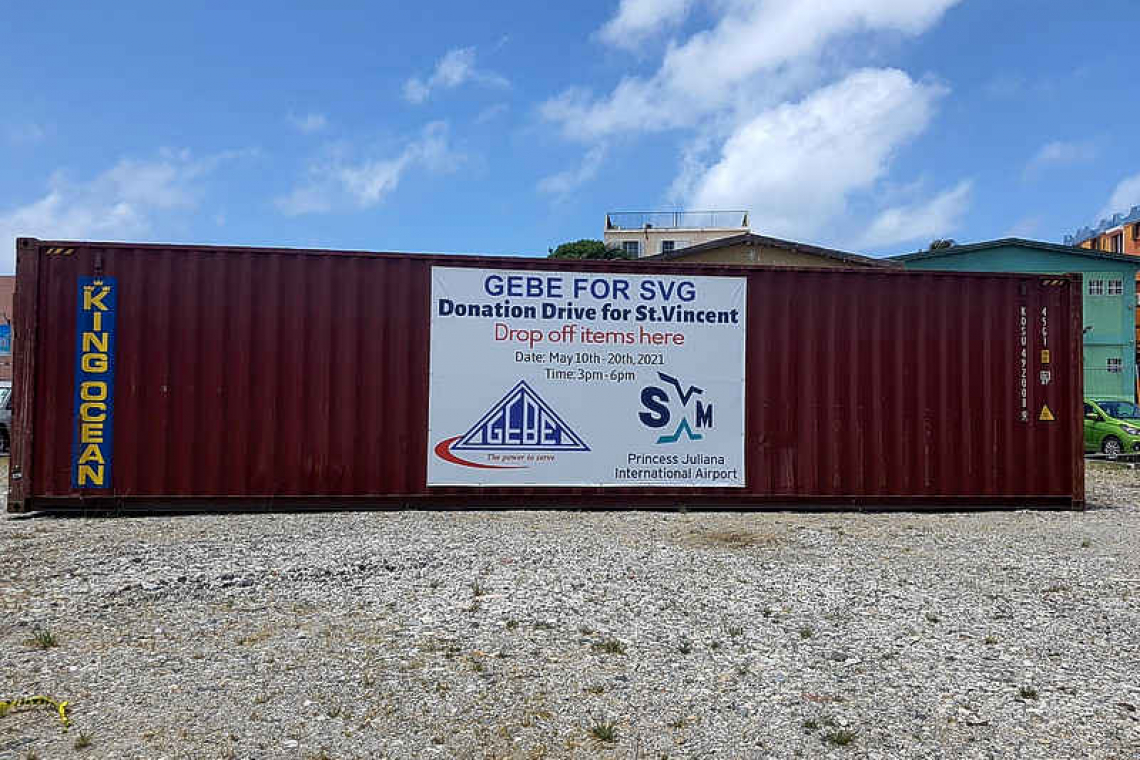 KING OCEAN
GEBE FOR SVG
Donation Drive for St.Vincent
Drop off items here
Date: May 10th-20th, 2021
Time: 3pm-6pm
GEBE
The power to serve
SXM
Princess Juliana
International Airport
45G1